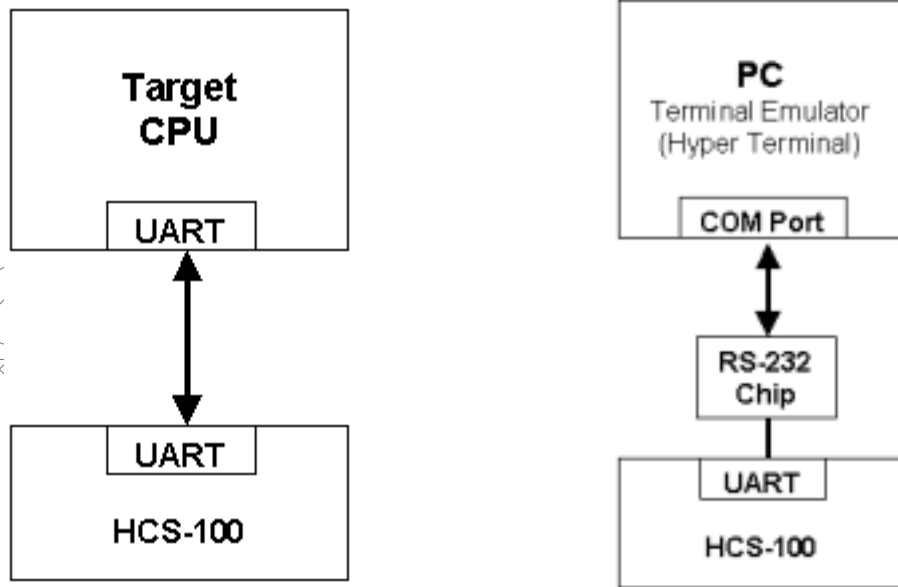 Target
CPU
UART
UART
HCS-100
PC
Terminal Emulator
(Hyper Terminal)
COM Port
RS-232
Chip
UART
HCS-100